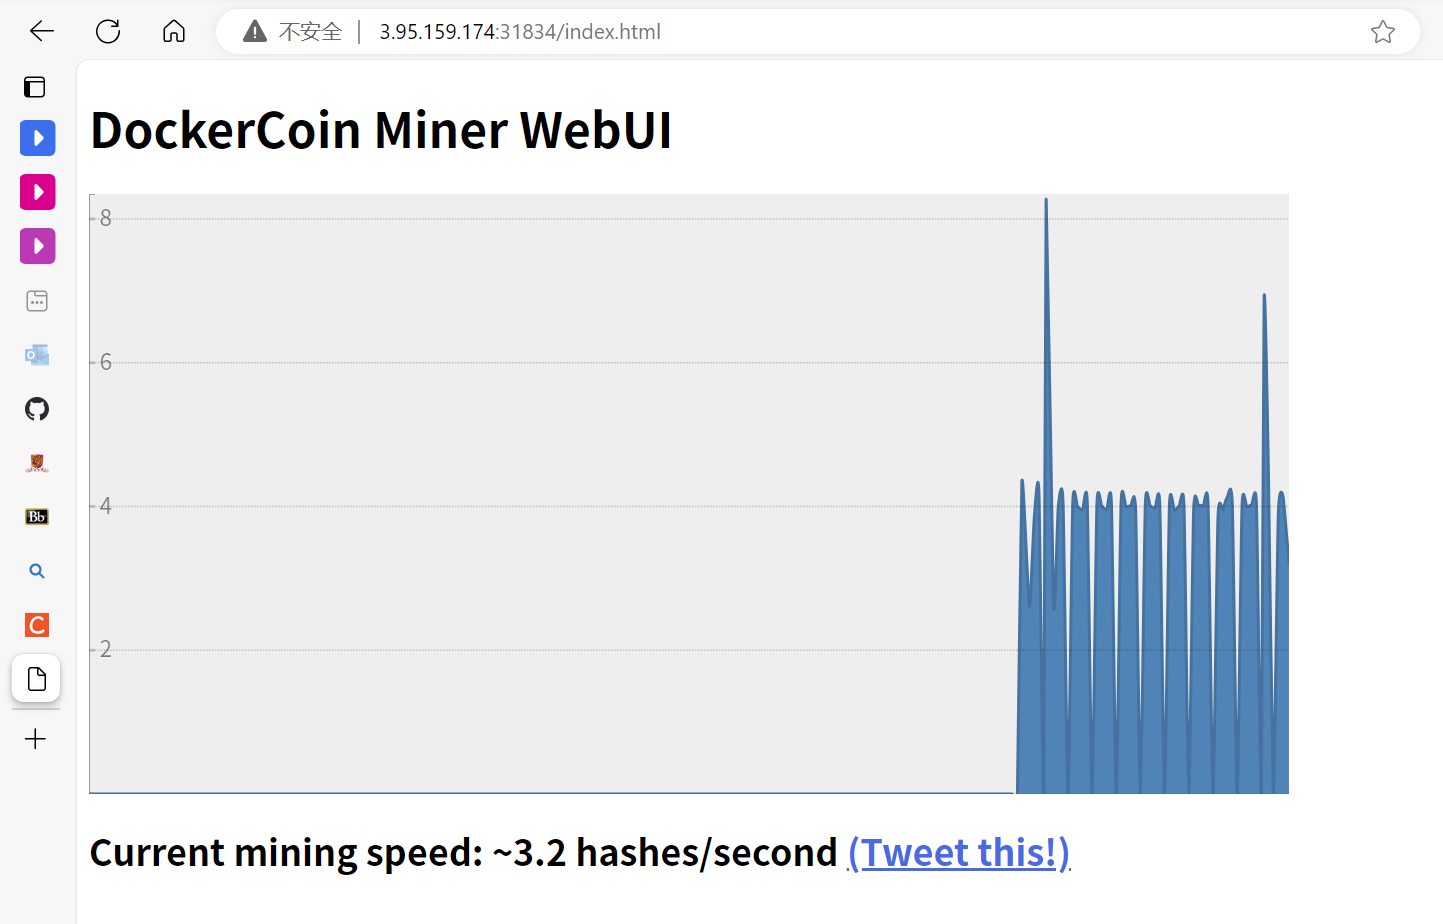 不安全 3.95.159.174:31834/index.html
DockerCoin Miner WebUI
8
6
4
2
Bb
C
Current mining speed: ~3.2 hashes/second (Tweet this!)